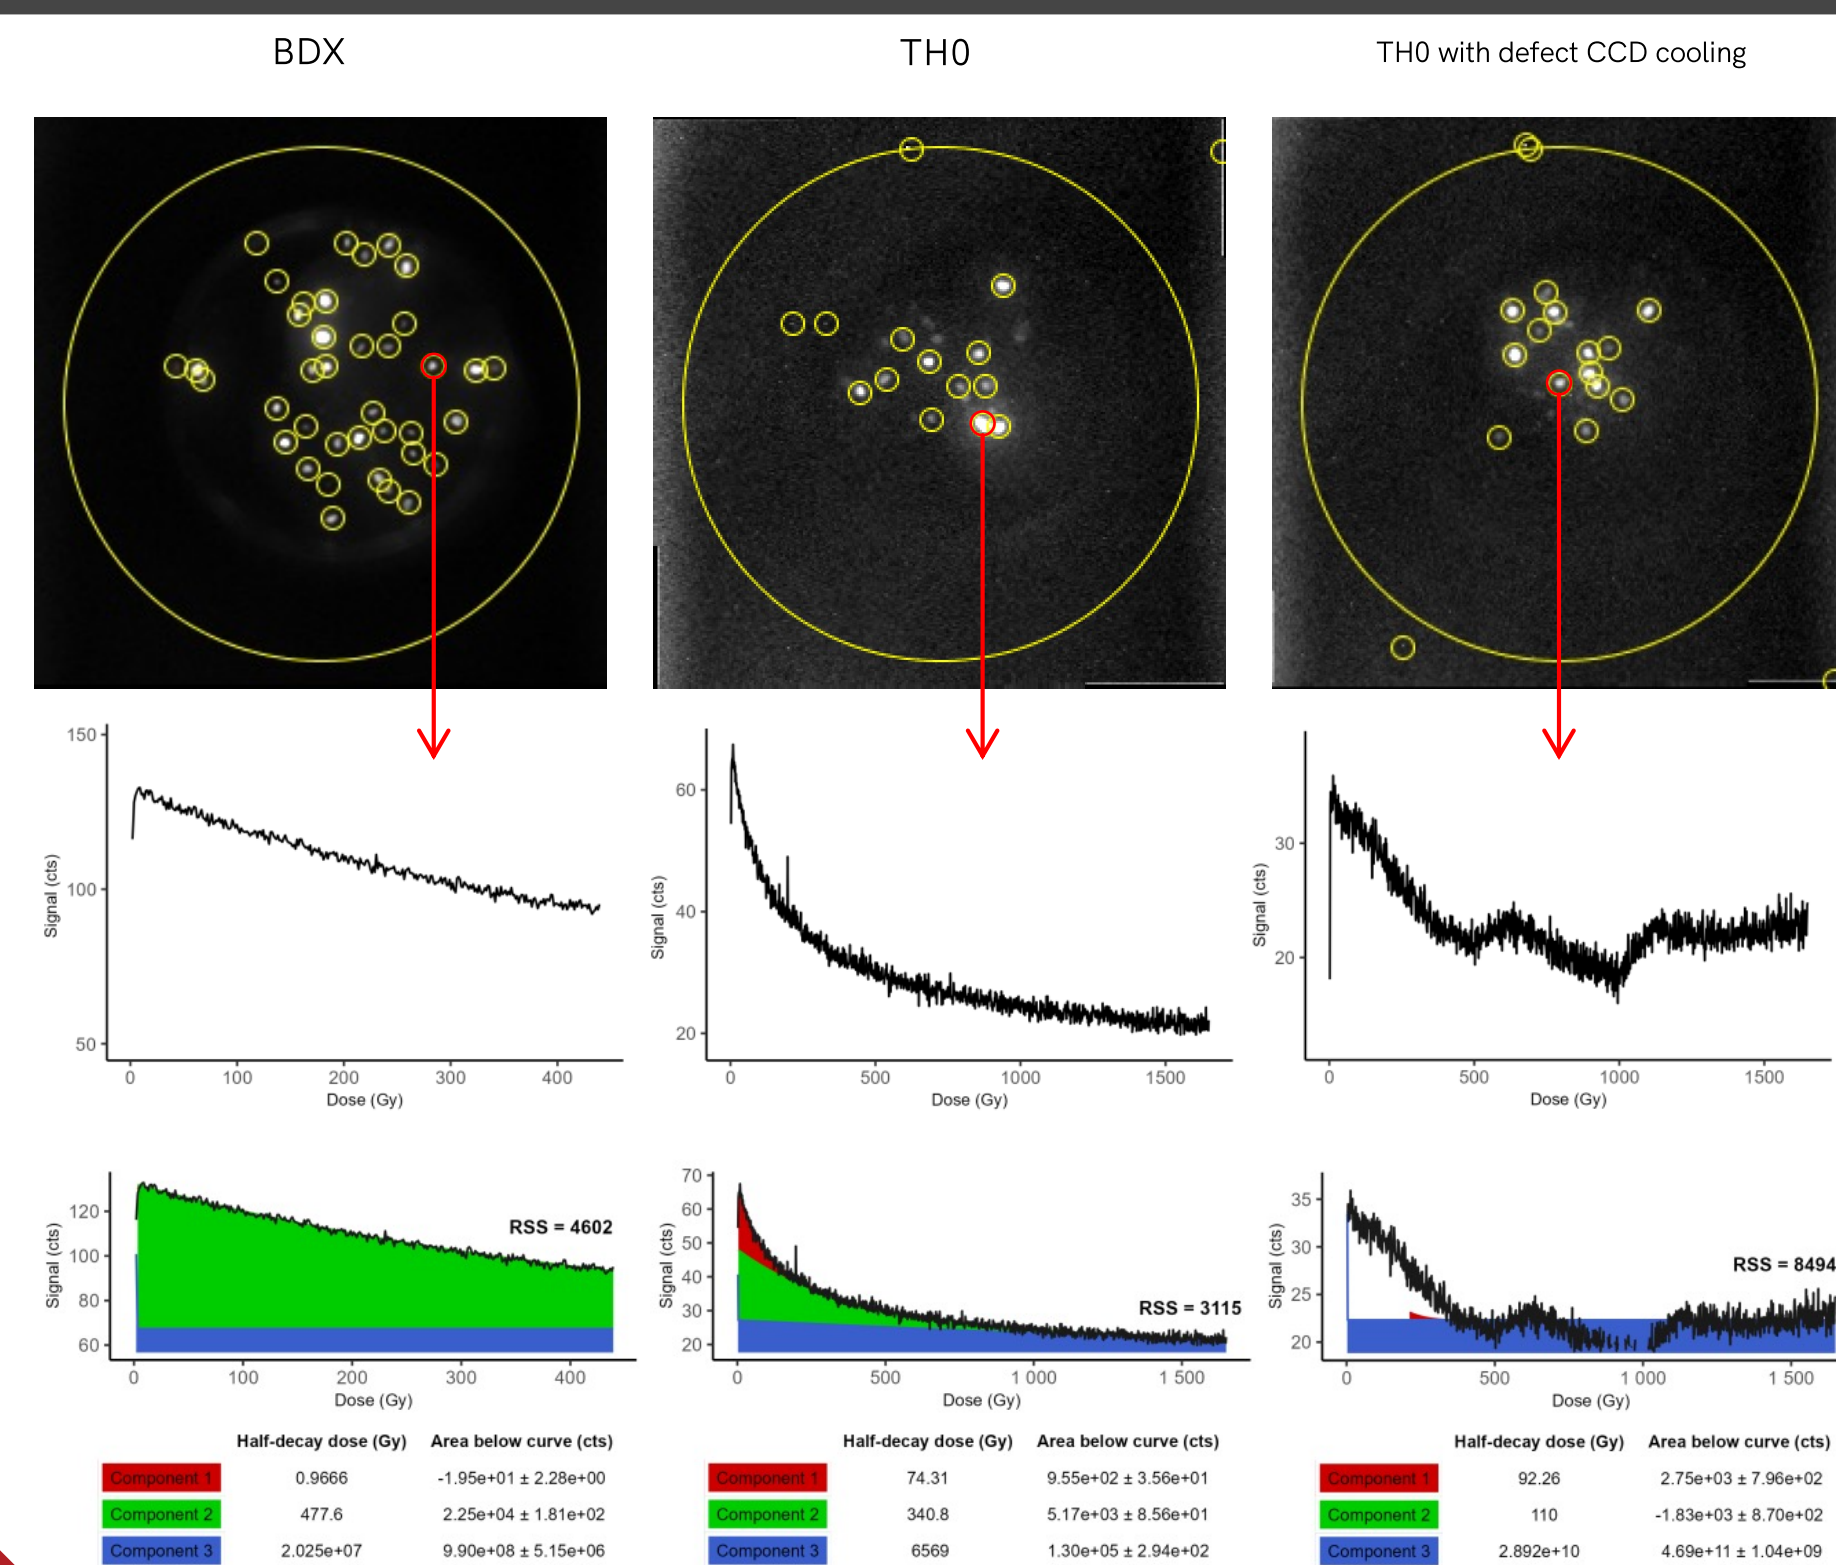 BDX
TH0
TH0 with defect CCD cooling
150
100
50
Signal (cts)
0 100 200 300 400
Dose (Gy)
60
40
20
Signal (cts)
0 500 1000 1500
Dose (Gy)
30
20
Signal (cts)
0 500 1000 1500
Dose (Gy)
120
100
80
60
Signal (cts)
RSS = 4602
0 100 200 300 400
Dose (Gy)
70
60
50
40
30
20
Signal (cts)
RSS = 3115
0 500 1 000 1 500
Dose (Gy)
35
30
25
20
Signal (cts)
RSS = 8494
0 500 1 000 1 500
Dose (Gy)
Half-decay dose (Gy) Area below curve (cts)
Component 1 0.9666 -1.95e+01 ± 2.28e+00
Component 2 477.6 2.25e+04 ± 1.81e+02
Component 3 2.025e+07 9.90e+08 ± 5.15e+06
Half-decay dose (Gy) Area below curve (cts)
Component 1 74.31 9.55e+02 ± 3.56e+01
Component 2 340.8 5.17e+03 ± 8.56e+01
Component 3 6569 1.30e+05 ± 2.94e+02
Half-decay dose (Gy) Area below curve (cts)
Component 1 92.26 2.75e+03 ± 7.96e+02
Component 2 110 -1.83e+03 ± 8.70e+02
Component 3 2.892e+10 4.69e+11 ± 1.04e+09